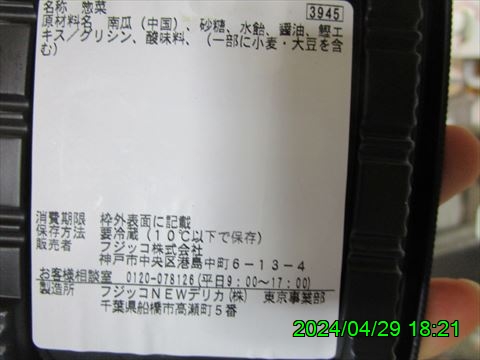 名称 惣菜
3945
原材料名 南瓜(中国)、砂糖、水飴、醤油、鰹エ
キス/グリシン、酸味料、(一部に小麦・大豆を含
む)
消費期限 枠外表面に記載
保存方法 要冷蔵(10℃以下で保存)
販売者 フジッコ株式会社
神戸市中央区港島中町6-13-4
お客様相談室 0120-078126(平日9:00~17:00)
製造所 フジッコNEWデリカ(株) 東京事業部
千葉県船橋市高瀬町5番
2024/04/29 18:21